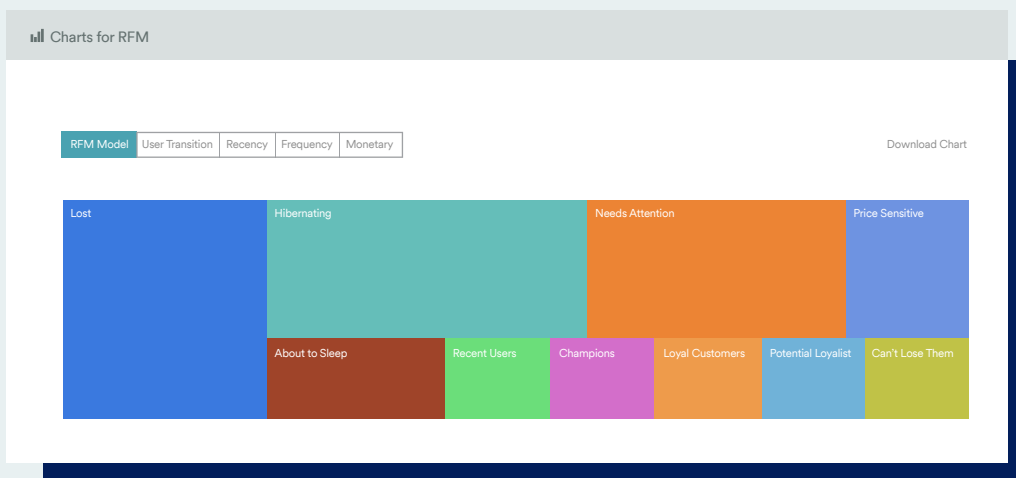 Charts for RFM
RFM Model User Transition Recency Frequency Monetary Download Chart
Lost Hibernating Needs Attention Price Sensitive
About to Sleep Recent Users Champions Loyal Customers Potential Loyalist Can't Lose Them